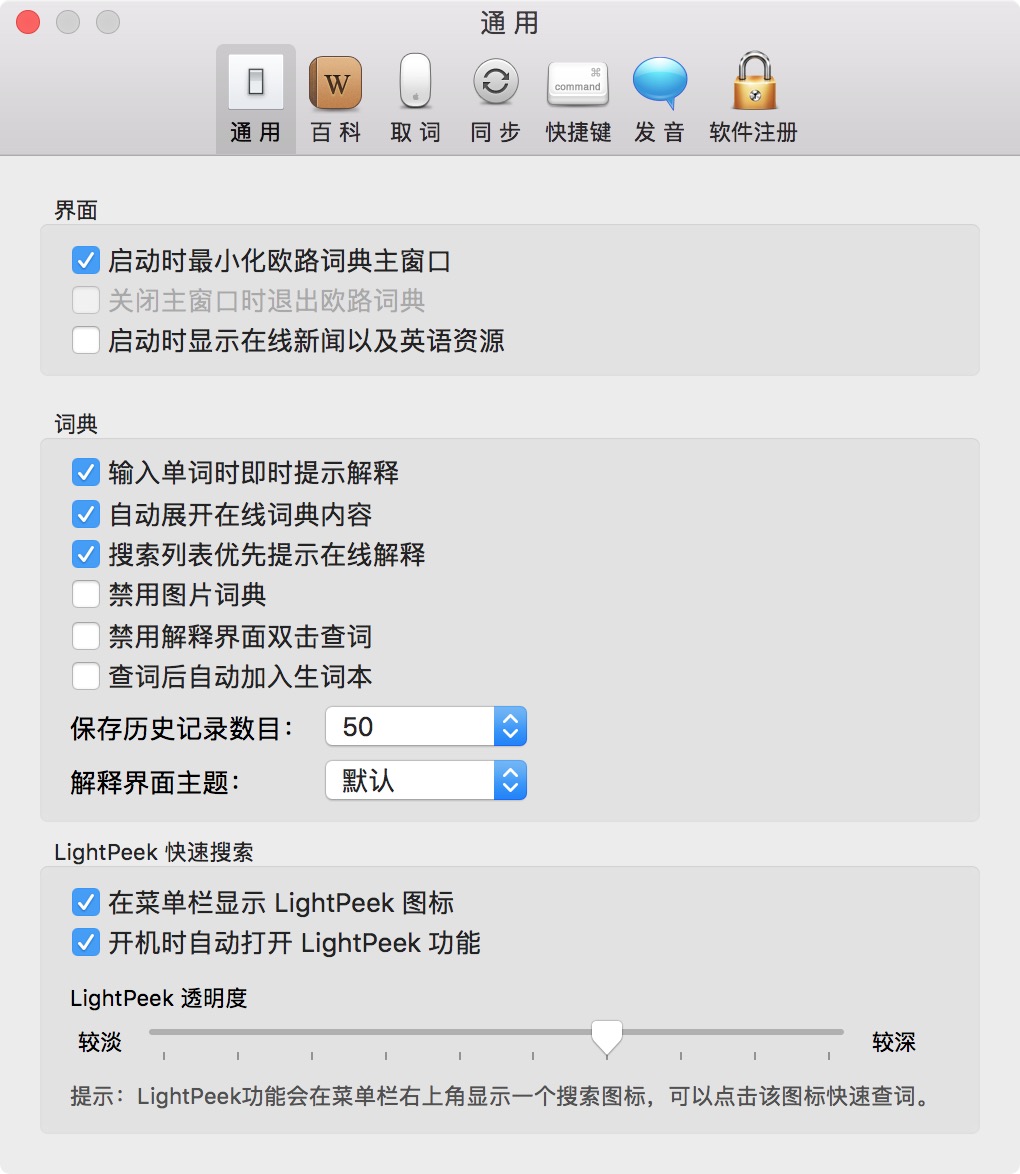 通 用
W
⌘
command
通 用
百 科
取 词
同 步
快捷键
发 音
软件注册
界面
启动时最小化欧路词典主窗口
关闭主窗口时退出欧路词典
启动时显示在线新闻以及英语资源
词典
输入单词时即时提示解释
自动展开在线词典内容
搜索列表优先提示在线解释
禁用图片词典
禁用解释界面双击查词
查词后自动加入生词本
保存历史记录数目： 50
解释界面主题： 默认
LightPeek 快速搜索
在菜单栏显示 LightPeek 图标
开机时自动打开 LightPeek 功能
LightPeek 透明度
较淡
较深
提示：LightPeek功能会在菜单栏右上角显示一个搜索图标，可以点击该图标快速查词。